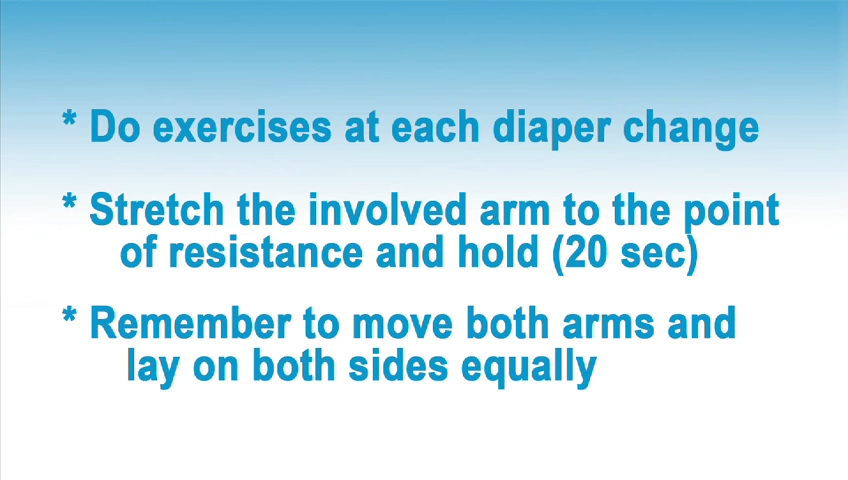 * Do exercises at each diaper change
* Stretch the involved arm to the point
of resistance and hold (20 sec)
* Remember to move both arms and
lay on both sides equally